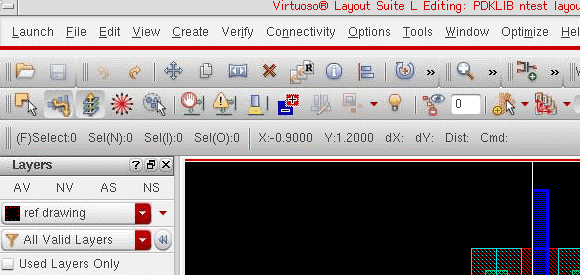 Virtuoso® Layout Suite L Editing: PDKLIB ntest layou
Launch File Edit View Create Verify Connectivity Options Tools Window Optimize Hel
» » »
0
(F)Select:0 Sel(N):0 Sel(I):0 Sel(O):0 X:-0.9000 Y:1.2000 dX: dY: Dist: Cmd:
Layers
AV NV AS NS
ref drawing
All Valid Layers
Used Layers Only